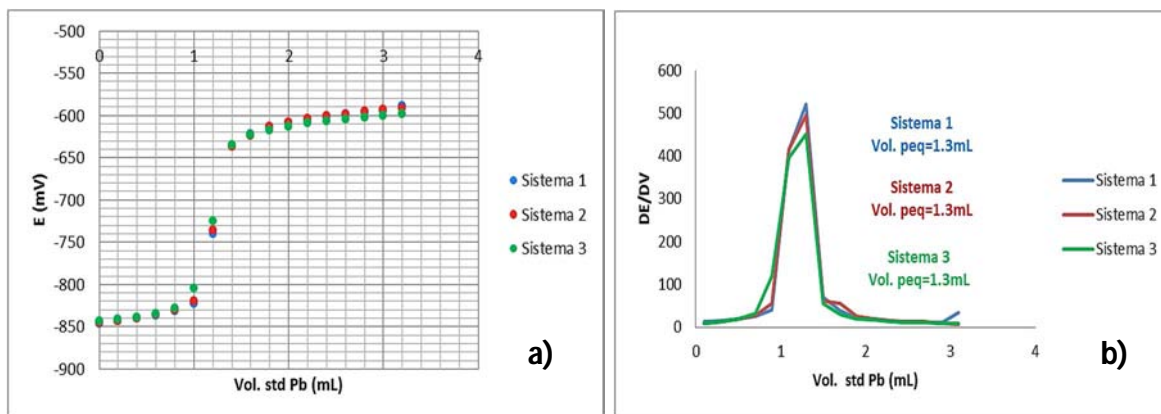 -500
-550
-600
-650
-700
-750
-800
-850
-900
0
1
2
3
4
E (mV)
Vol. std Pb (mL)
Sistema 1
Sistema 2
Sistema 3
a)
600
500
400
300
200
100
0
0
1
2
3
4
DE/DV
Vol. std Pb (mL)
Sistema 1
Vol. peq=1.3mL
Sistema 2
Vol. peq=1.3mL
Sistema 3
Vol. peq=1.3mL
Sistema 1
Sistema 2
Sistema 3
b)